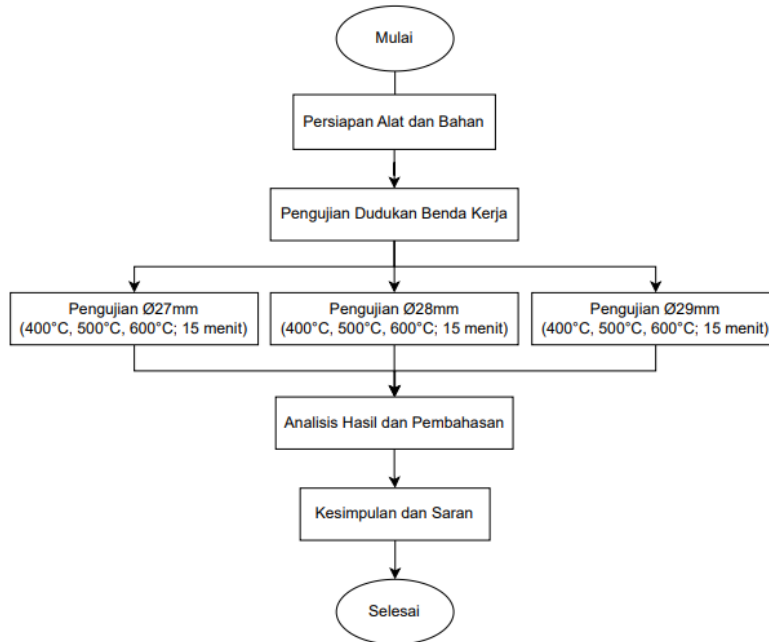 Mulai
Persiapan Alat dan Bahan
Pengujian Dudukan Benda Kerja
Pengujian Ø27mm
(400°C, 500°C, 600°C; 15 menit)
Pengujian Ø28mm
(400°C, 500°C, 600°C; 15 menit)
Pengujian Ø29mm
(400°C, 500°C, 600°C; 15 menit)
Analisis Hasil dan Pembahasan
Kesimpulan dan Saran
Selesai